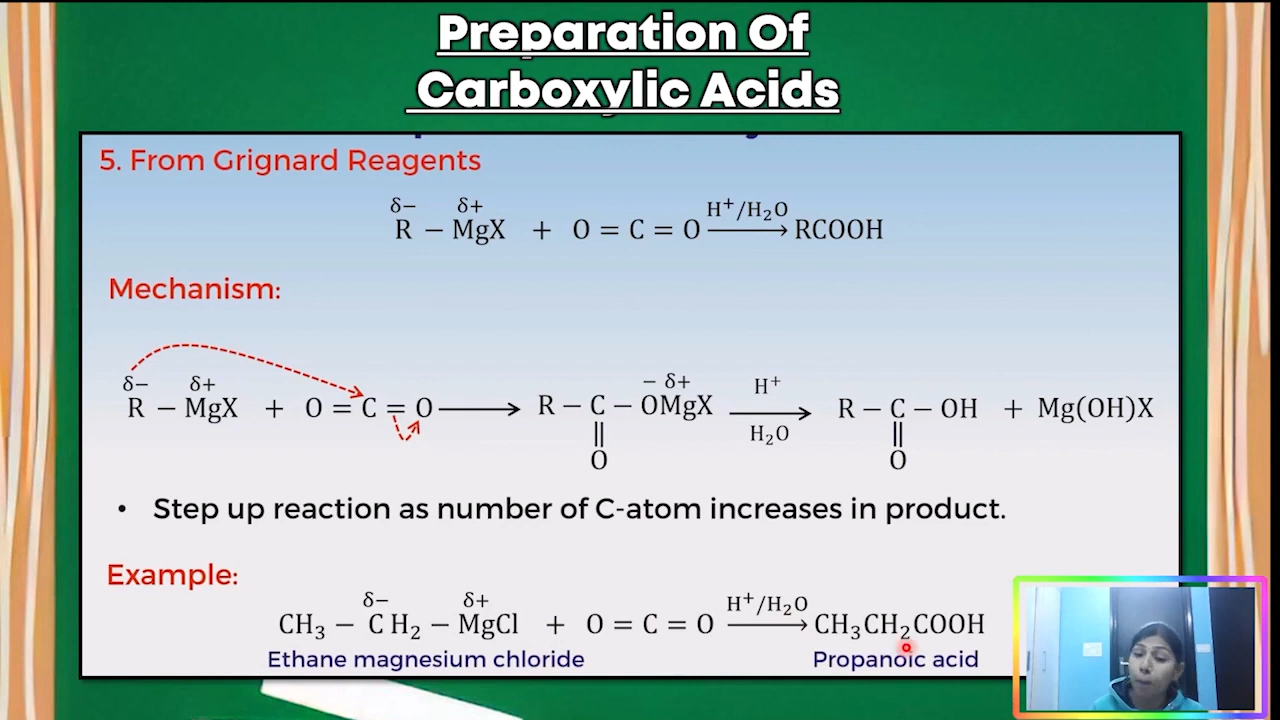 Preparation Of
Carboxylic Acids
5. From Grignard Reagents
δ− δ+ H⁺/H₂O
R − MgX + O = C = O ⟶ RCOOH
Mechanism:
δ− δ+ − δ+ H⁺
R − MgX + O = C = O ⟶ R − C − OMgX ⟶ R − C − OH + Mg(OH)X
|| H₂O ||
O O
• Step up reaction as number of C-atom increases in product.
Example:
δ− δ+ H⁺/H₂O
CH₃ − C H₂ − MgCl + O = C = O ⟶ CH₃CH₂COOH
Ethane magnesium chloride Propanoic acid